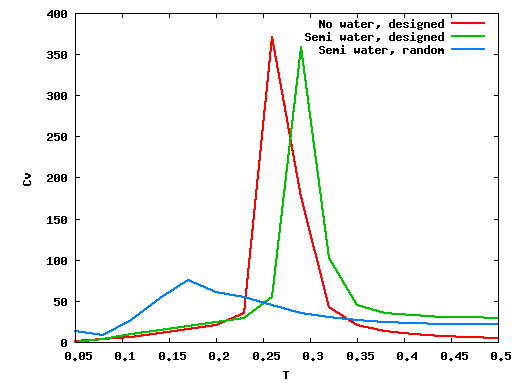 No water, designed
Semi water, designed
Semi water, random
400
350
300
250
200
150
100
50
0
Cv
0.05 0.1 0.15 0.2 0.25 0.3 0.35 0.4 0.45 0.5
T